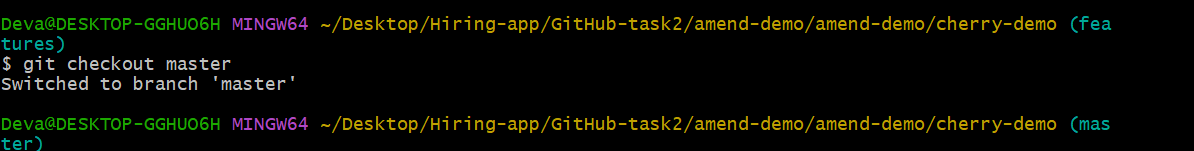 Deva@DESKTOP-GGHUO6H MINGW64 ~/Desktop/Hiring-app/GitHub-task2/amend-demo/amend-demo/cherry-demo (fea
tures)
$ git checkout master
Switched to branch 'master'
Deva@DESKTOP-GGHUO6H MINGW64 ~/Desktop/Hiring-app/GitHub-task2/amend-demo/amend-demo/cherry-demo (mas
ter)